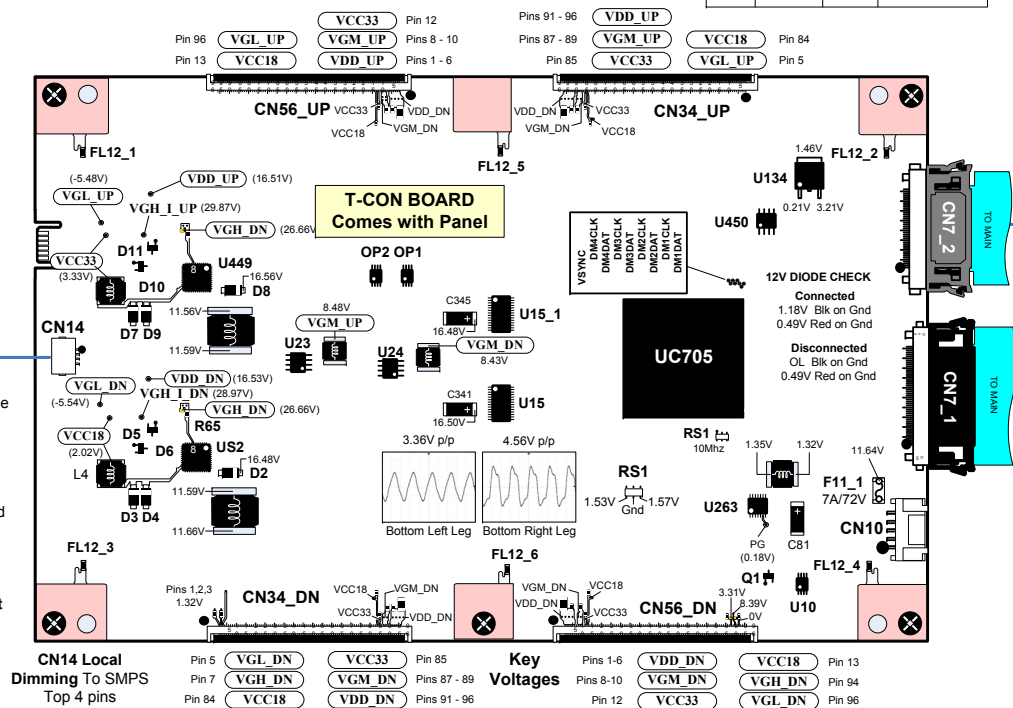 VCC33 Pin 12
Pin 96 VGL_UP VGM_UP Pins 8 - 10
Pin 13 VCC18 VDD_UP Pins 1 - 6
Pins 91 - 96 VDD_UP
Pins 87 - 89 VGM_UP VCC18 Pin 84
Pin 85 VCC33 VGL_UP Pin 5
CN56_UP
VCC33
VDD_DN
VGM_DN
VCC18
VDD_DN
VCC33
VGM_DN
VCC18
CN34_UP
FL12_1
FL12_5
FL12_2
(-5.48V)
VGL_UP
VDD_UP (16.51V)
VGH_I_UP (29.87V)
VGH_DN (26.66V)
T-CON BOARD
Comes with Panel
1.46V
U134
0.21V 3.21V
U450
CN7_2
TO MAIN
VCC33
(3.33V)
D11
D10
8
U449
16.56V
D8
OP2 OP1
VSYNC
DM4CLK
DM4DAT
DM3CLK
DM3DAT
DM2CLK
DM2DAT
DM1CLK
DM1DAT
12V DIODE CHECK
Connected
1.18V Blk on Gnd
0.49V Red on Gnd
Disconnected
OL Blk on Gnd
0.49V Red on Gnd
D7 D9
11.56V
11.59V
8.48V
VGM_UP
U23
U24
C345
16.48V
U15_1
VGM_DN
8.43V
UC705
CN7_1
TO MAIN
CN14
(-5.54V)
VGL_DN
VDD_DN (16.53V)
VGH_I_DN (28.97V)
VGH_DN (26.66V)
R65
VCC18
(2.02V)
D5
D6
8
US2
16.48V
D2
L4
D3 D4
11.59V
11.66V
C341
16.50V
U15
3.36V p/p 4.56V p/p
Bottom Left Leg Bottom Right Leg
RS1
10Mhz
RS1
1.53V Gnd 1.57V
1.35V 1.32V
U263
PG
(0.18V)
C81
11.64V
F11_1
7A/72V
CN10
FL12_3
FL12_6
FL12_4
Q1
U10
Pins 1,2,3
1.32V
CN34_DN
VCC18
VGM_DN
VCC33
VDD_DN
VGM_DN
VCC18
VDD_DN
VCC33
CN56_DN
3.31V
8.39V
0V
e
d
t
CN14 Local
Dimming To SMPS
Top 4 pins
Pin 5 VGL_DN VCC33 Pin 85
Pin 7 VGH_DN VGM_DN Pins 87 - 89
Pin 84 VCC18 VDD_DN Pins 91 - 96
Key
Voltages
Pins 1-6 VDD_DN VCC18 Pin 13
Pins 8-10 VGM_DN VGH_DN Pin 94
Pin 12 VCC33 VGL_DN Pin 96